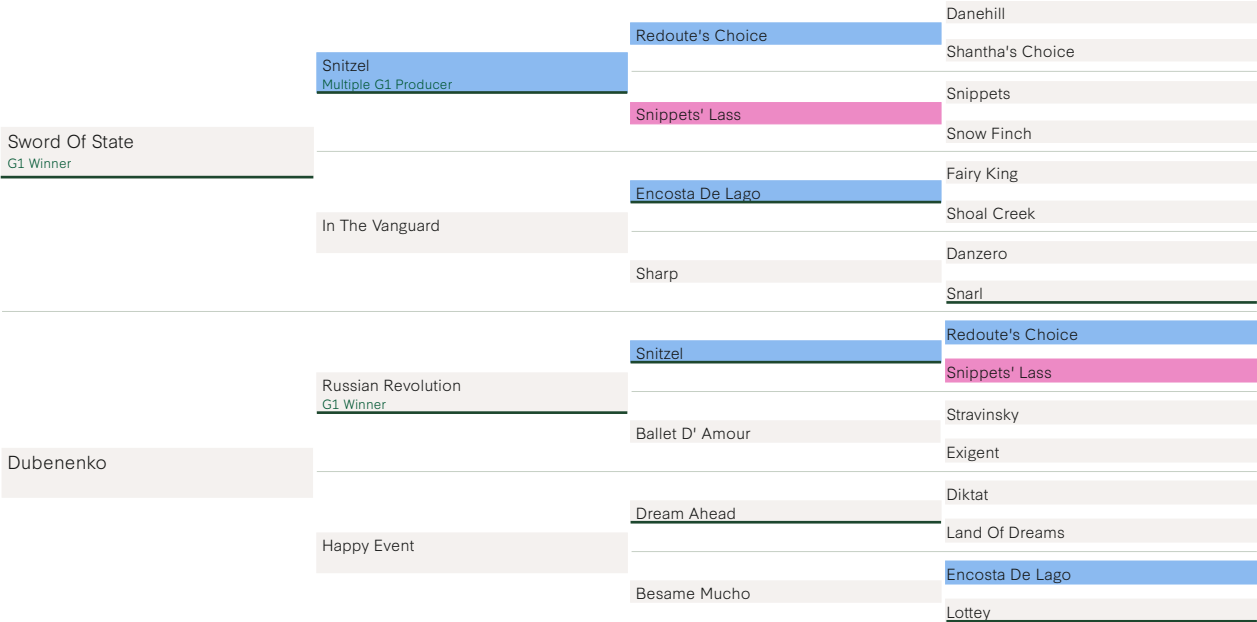 Sword Of State
G1 Winner
Dubenenko
Snitzel
Multiple G1 Producer
In The Vanguard
Russian Revolution
G1 Winner
Happy Event
Redoute's Choice
Snippets' Lass
Encosta De Lago
Sharp
Snitzel
Ballet D' Amour
Dream Ahead
Besame Mucho
Danehill
Shantha's Choice
Snippets
Snow Finch
Fairy King
Shoal Creek
Danzero
Snarl
Redoute's Choice
Snippets' Lass
Stravinsky
Exigent
Diktat
Land Of Dreams
Encosta De Lago
Lottey